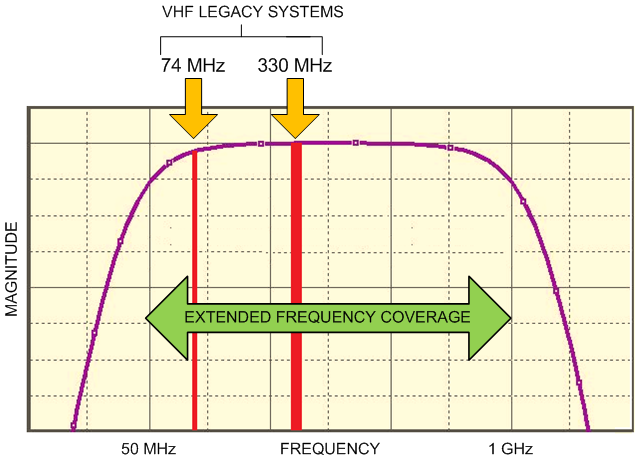 VHF LEGACY SYSTEMS
74 MHz 330 MHz
MAGNITUDE
EXTENDED FREQUENCY COVERAGE
50 MHz FREQUENCY 1 GHz